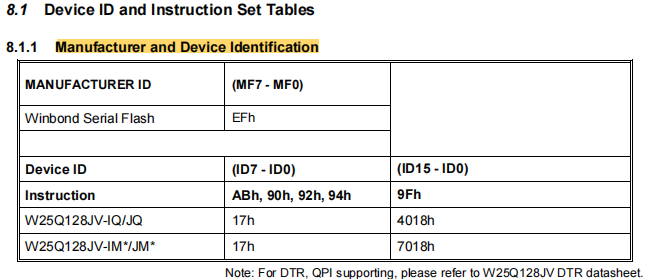 8.1 Device ID and Instruction Set Tables
8.1.1 Manufacturer and Device Identification
MANUFACTURER ID (MF7 - MF0)
Winbond Serial Flash EFh
Device ID (ID7 - ID0) (ID15 - ID0)
Instruction ABh, 90h, 92h, 94h 9Fh
W25Q128JV-IQ/JQ 17h 4018h
W25Q128JV-IM*/JM* 17h 7018h
Note: For DTR, QPI supporting, please refer to W25Q128JV DTR datasheet.